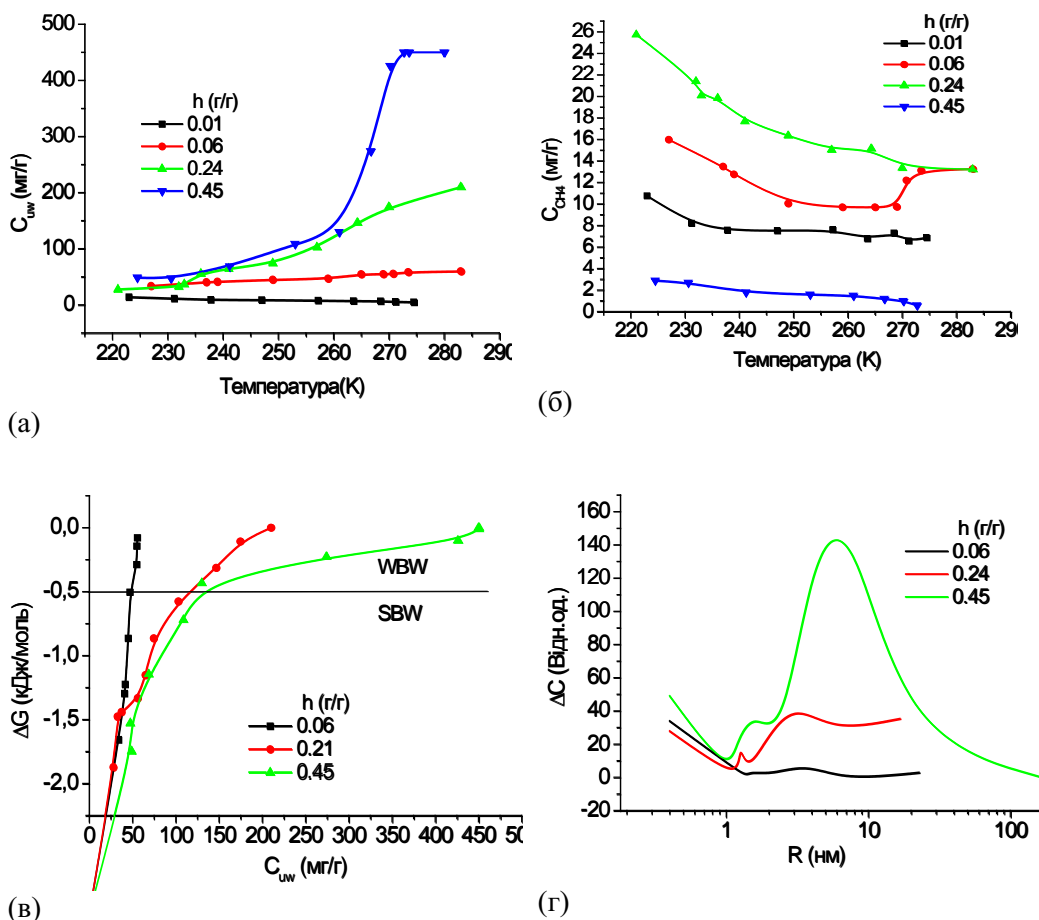 500
400
300
200
100
0
C_uw (мг/г)
h (г/г)
0.01
0.06
0.24
0.45
220 230 240 250 260 270 280 290
Температура(К)
(а)
26
24
22
20
18
16
14
12
10
8
6
4
2
0
C_CH4 (мг/г)
h (г/г)
0.01
0.06
0.24
0.45
220 230 240 250 260 270 280 29
Температура (К)
(б)
0,0
-0,5
-1,0
-1,5
-2,0
ΔG (кДж/моль)
WBW
SBW
h (г/г)
0.06
0.21
0.45
0 50 100 150 200 250 300 350 400 450 50
C_uw (мг/г)
(в)
160
140
120
100
80
60
40
20
0
-20
ΔC (Відн.од.)
h (г/г)
0.06
0.24
0.45
1 10 100
R (нм)
(г)